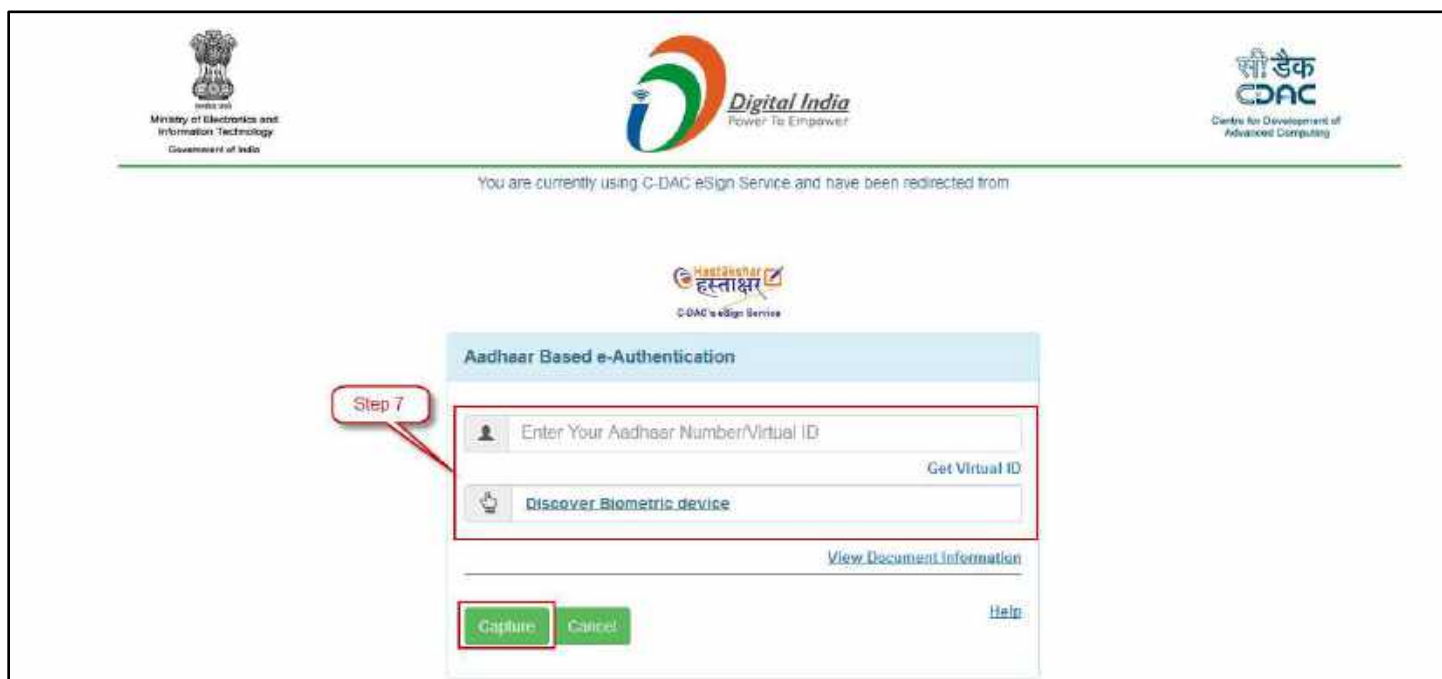 Ministry of Electronics and
Information Technology
Government of India
Digital India
Power To Empower
सी डैक
CDAC
Centre for Development of
Advanced Computing
You are currently using C-DAC eSign Service and have been redirected from
Hastakshar
हस्ताक्षर
C-DAC's eSign Service
Aadhaar Based e-Authentication
Step 7
Enter Your Aadhaar Number/Virtual ID
Get Virtual ID
Discover Biometric device
View Document Information
Help
Capture Cancel